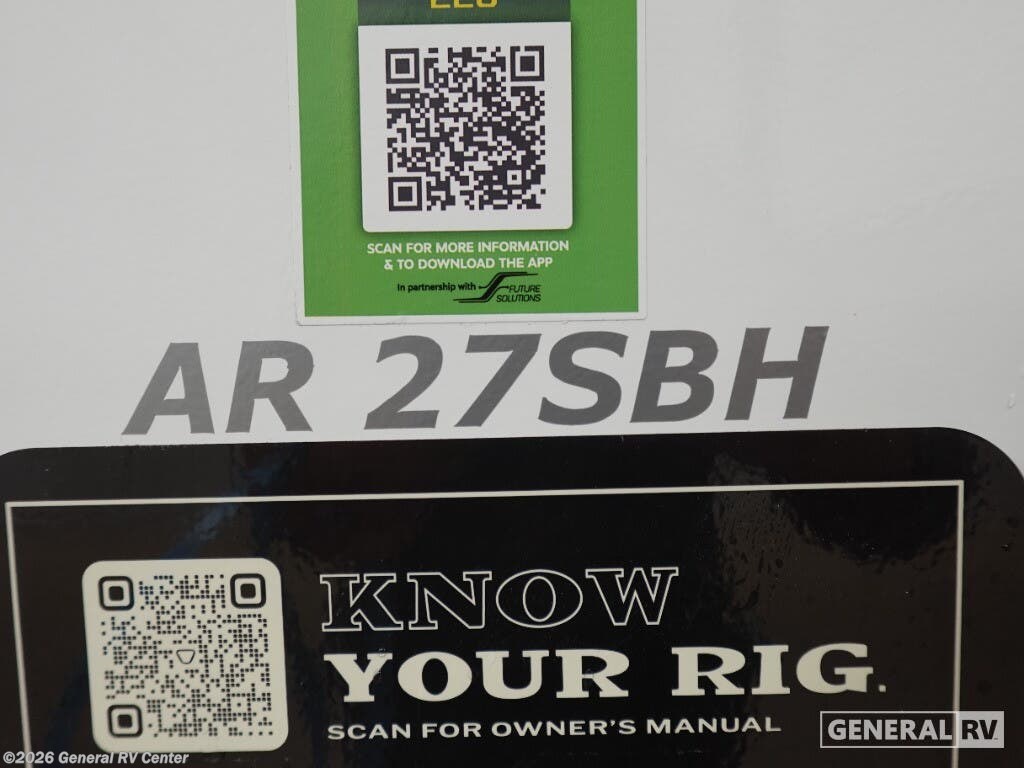 SCAN FOR MORE INFORMATION
& TO DOWNLOAD THE APP
In partnership with FUTURE
SOLUTIONS
AR 27SBH
KNOW
YOUR RIG.
SCAN FOR OWNER'S MANUAL
GENERAL RV
©2026 General RV Center